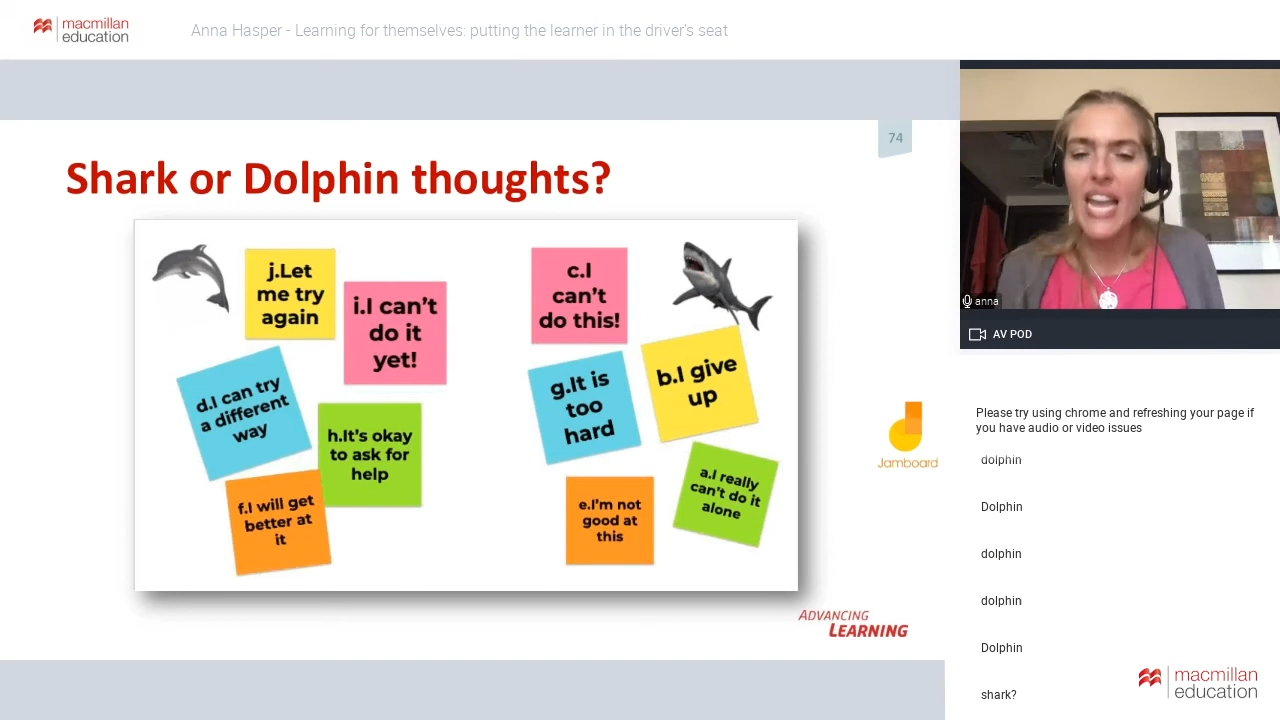 macmillan
education
Anna Hasper - Learning for themselves: putting the learner in the driver's seat
74
Shark or Dolphin thoughts?
j.Let
me try
again
i.I can't
do it
yet!
d.I can try
a different
way
h.It's okay
to ask for
help
f.I will get
better at
it
c.I
can't
do this!
g.It is
too
hard
b.I give
up
a.I really
can't do it
alone
e.I'm not
good at
this
Jamboard
ADVANCING
LEARNING
anna
AV POD
Please try using chrome and refreshing your page if
you have audio or video issues
dolphin
Dolphin
dolphin
dolphin
Dolphin
shark?
macmillan
education